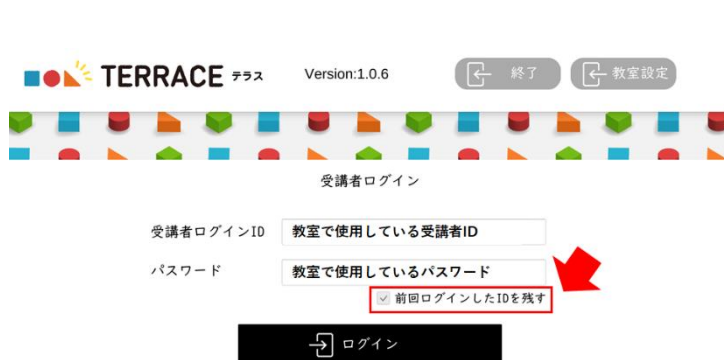 TERRACE テラス Version:1.0.6 終了 教室設定
受講者ログイン
受講者ログインID 教室で使用している受講者ID
パスワード 教室で使用しているパスワード
前回ログインしたIDを残す
ログイン